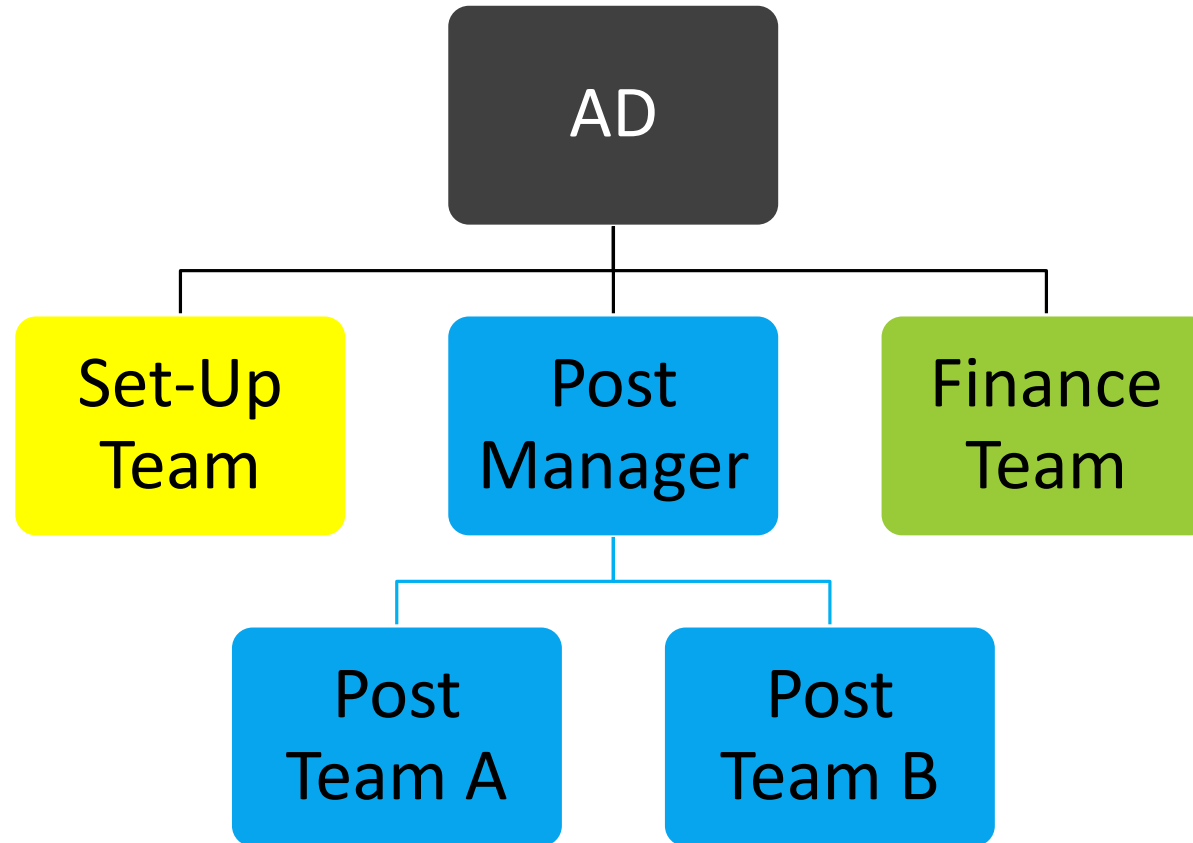 AD
Set-Up
Team
Post
Manager
Finance
Team
Post
Team A
Post
Team B